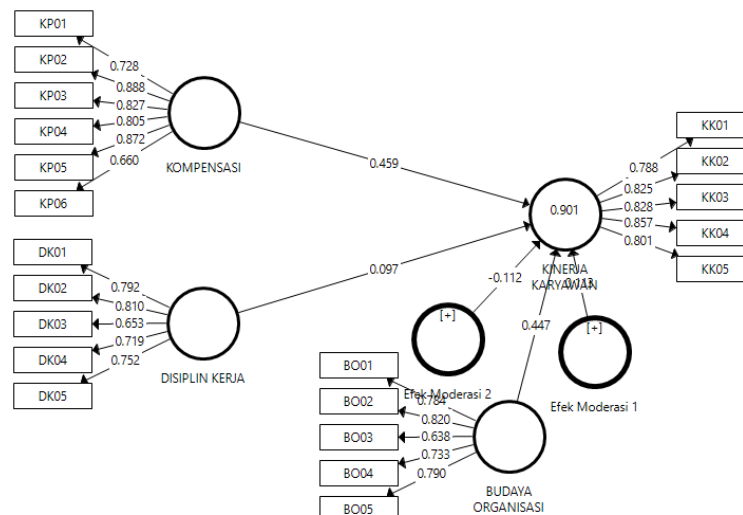 KP01
KP02
KP03
KP04
KP05
KP06
0.728
0.888
0.827
0.805
0.872
0.660
KOMPENSASI
DK01
DK02
DK03
DK04
DK05
0.792
0.810
0.653
0.719
0.752
DISIPLIN KERJA
0.459
0.097
-0.112
0.447
0.901
KINERJA
KARYAWAN
KK01
KK02
KK03
KK04
KK05
0.788
0.825
0.828
0.857
0.801
[+]
Efek Moderasi 2
[+]
Efek Moderasi 1
BO01
BO02
BO03
BO04
BO05
0.784
0.820
0.638
0.733
0.790
BUDAYA
ORGANISASI